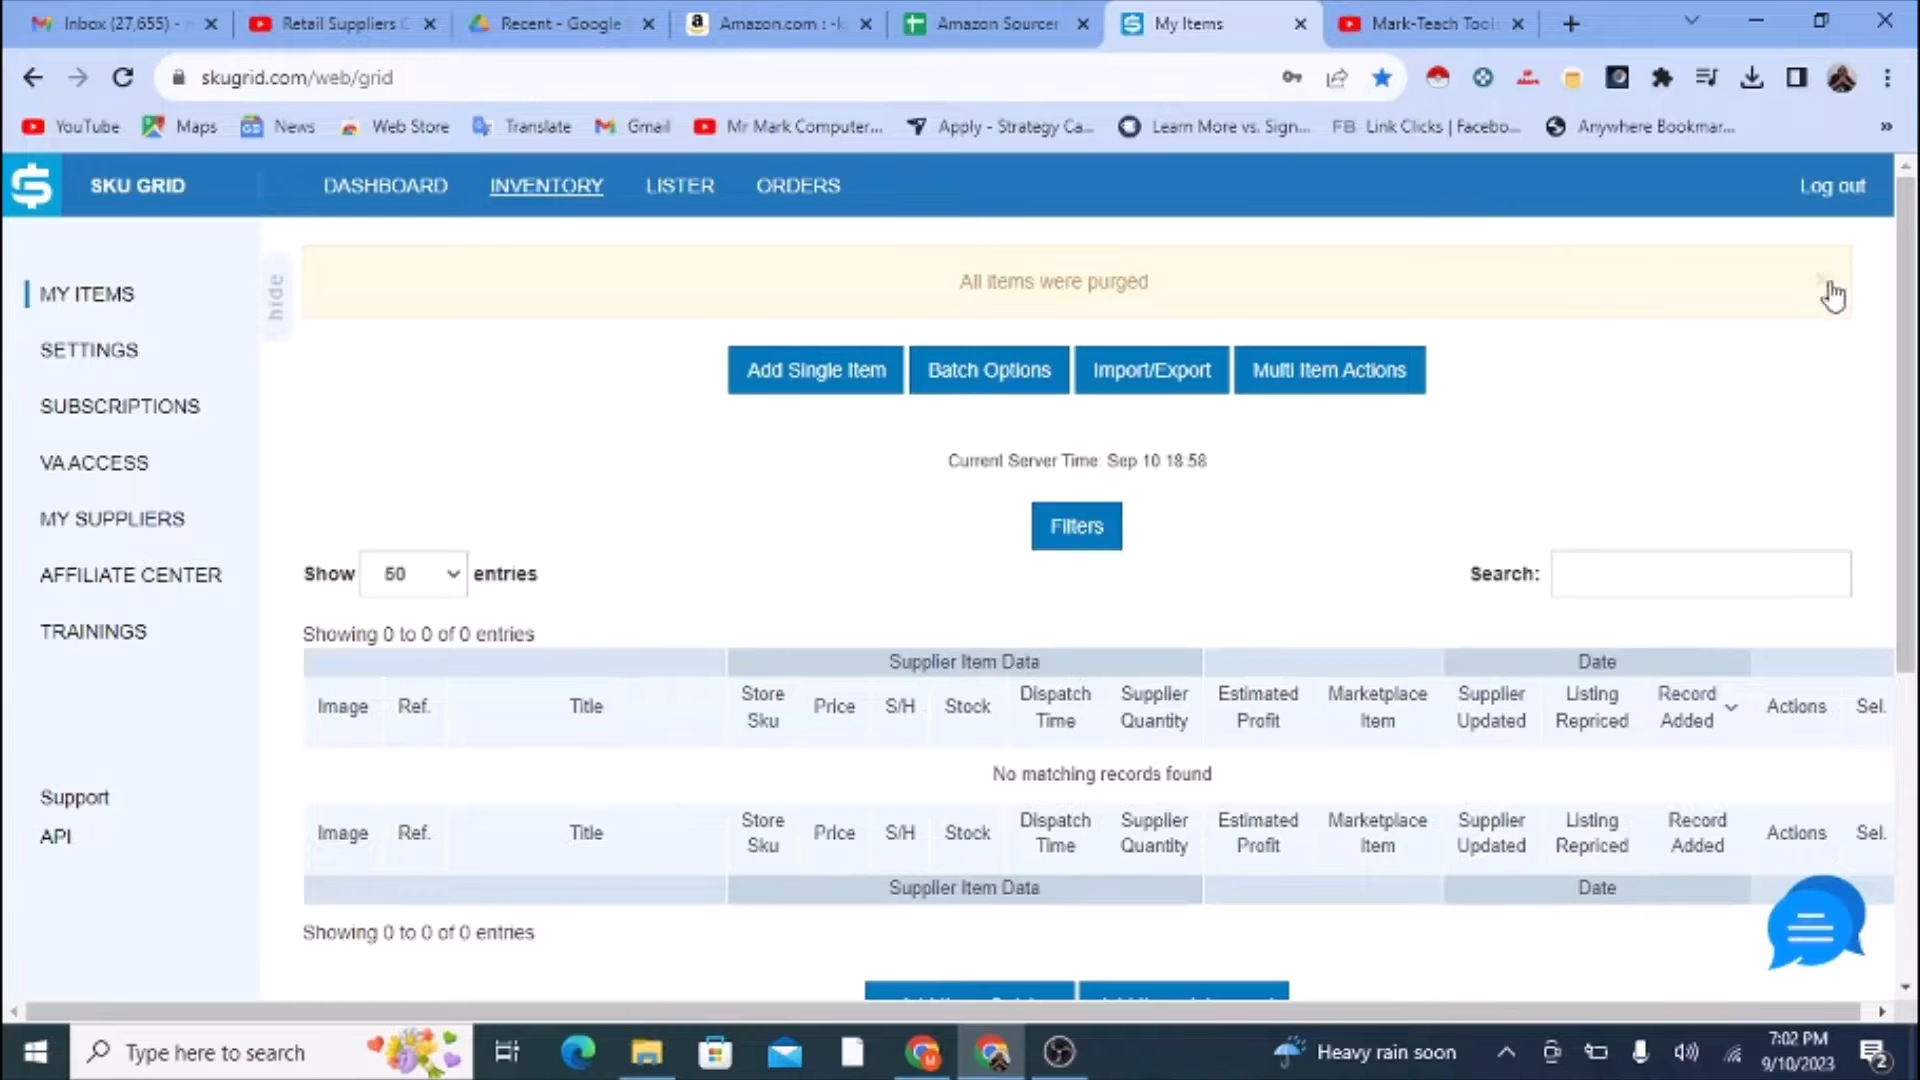 Inbox (27,655) -
Retail Suppliers
Recent - Google
Amazon.com : -k
Amazon Sourcer
My Items
Mark-Teach Tool
skugrid.com/web/grid
YouTube
Maps
News
Web Store
Translate
Gmail
Mr Mark Computer...
Apply - Strategy Ca...
Learn More vs. Sign...
FB Link Clicks | Facebo...
Anywhere Bookmar...
»
SKU GRID
DASHBOARD
INVENTORY
LISTER
ORDERS
Log out
hide
MY ITEMS
SETTINGS
SUBSCRIPTIONS
VA ACCESS
MY SUPPLIERS
AFFILIATE CENTER
TRAININGS
Support
API
All items were purged
Add Single Item
Batch Options
Import/Export
Multi Item Actions
Current Server Time: Sep 10 18:58
Filters
Show 50 entries
Search:
Showing 0 to 0 of 0 entries
Supplier Item Data
Date
Image
Ref.
Title
Store Sku
Price
S/H
Stock
Dispatch Time
Supplier Quantity
Estimated Profit
Marketplace Item
Supplier Updated
Listing Repriced
Record Added
Actions
Sel.
No matching records found
Image
Ref.
Title
Store Sku
Price
S/H
Stock
Dispatch Time
Supplier Quantity
Estimated Profit
Marketplace Item
Supplier Updated
Listing Repriced
Record Added
Actions
Sel.
Supplier Item Data
Date
Showing 0 to 0 of 0 entries
Type here to search
Heavy rain soon
7:02 PM
9/10/2023
2